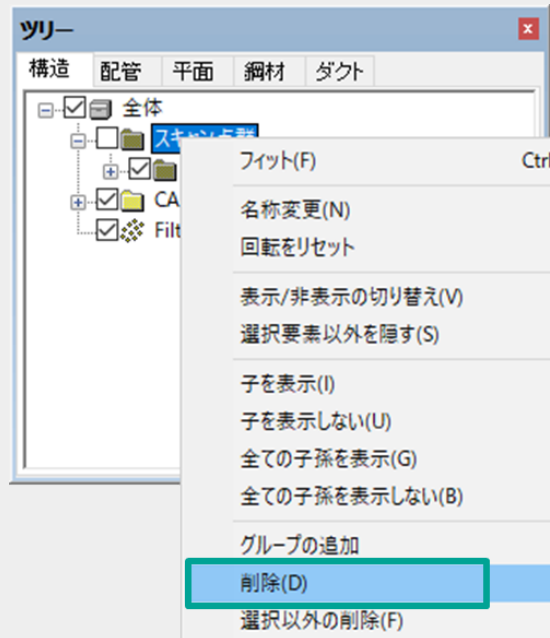 ツリー
構造 配管 平面 鋼材 ダクト
全体
スキャン点群
CA
Filt
フィット(F) Ctrl
名称変更(N)
回転をリセット
表示/非表示の切り替え(V)
選択要素以外を隠す(S)
子を表示(I)
子を表示しない(U)
全ての子孫を表示(G)
全ての子孫を表示しない(B)
グループの追加
削除(D)
選択以外の削除(F)